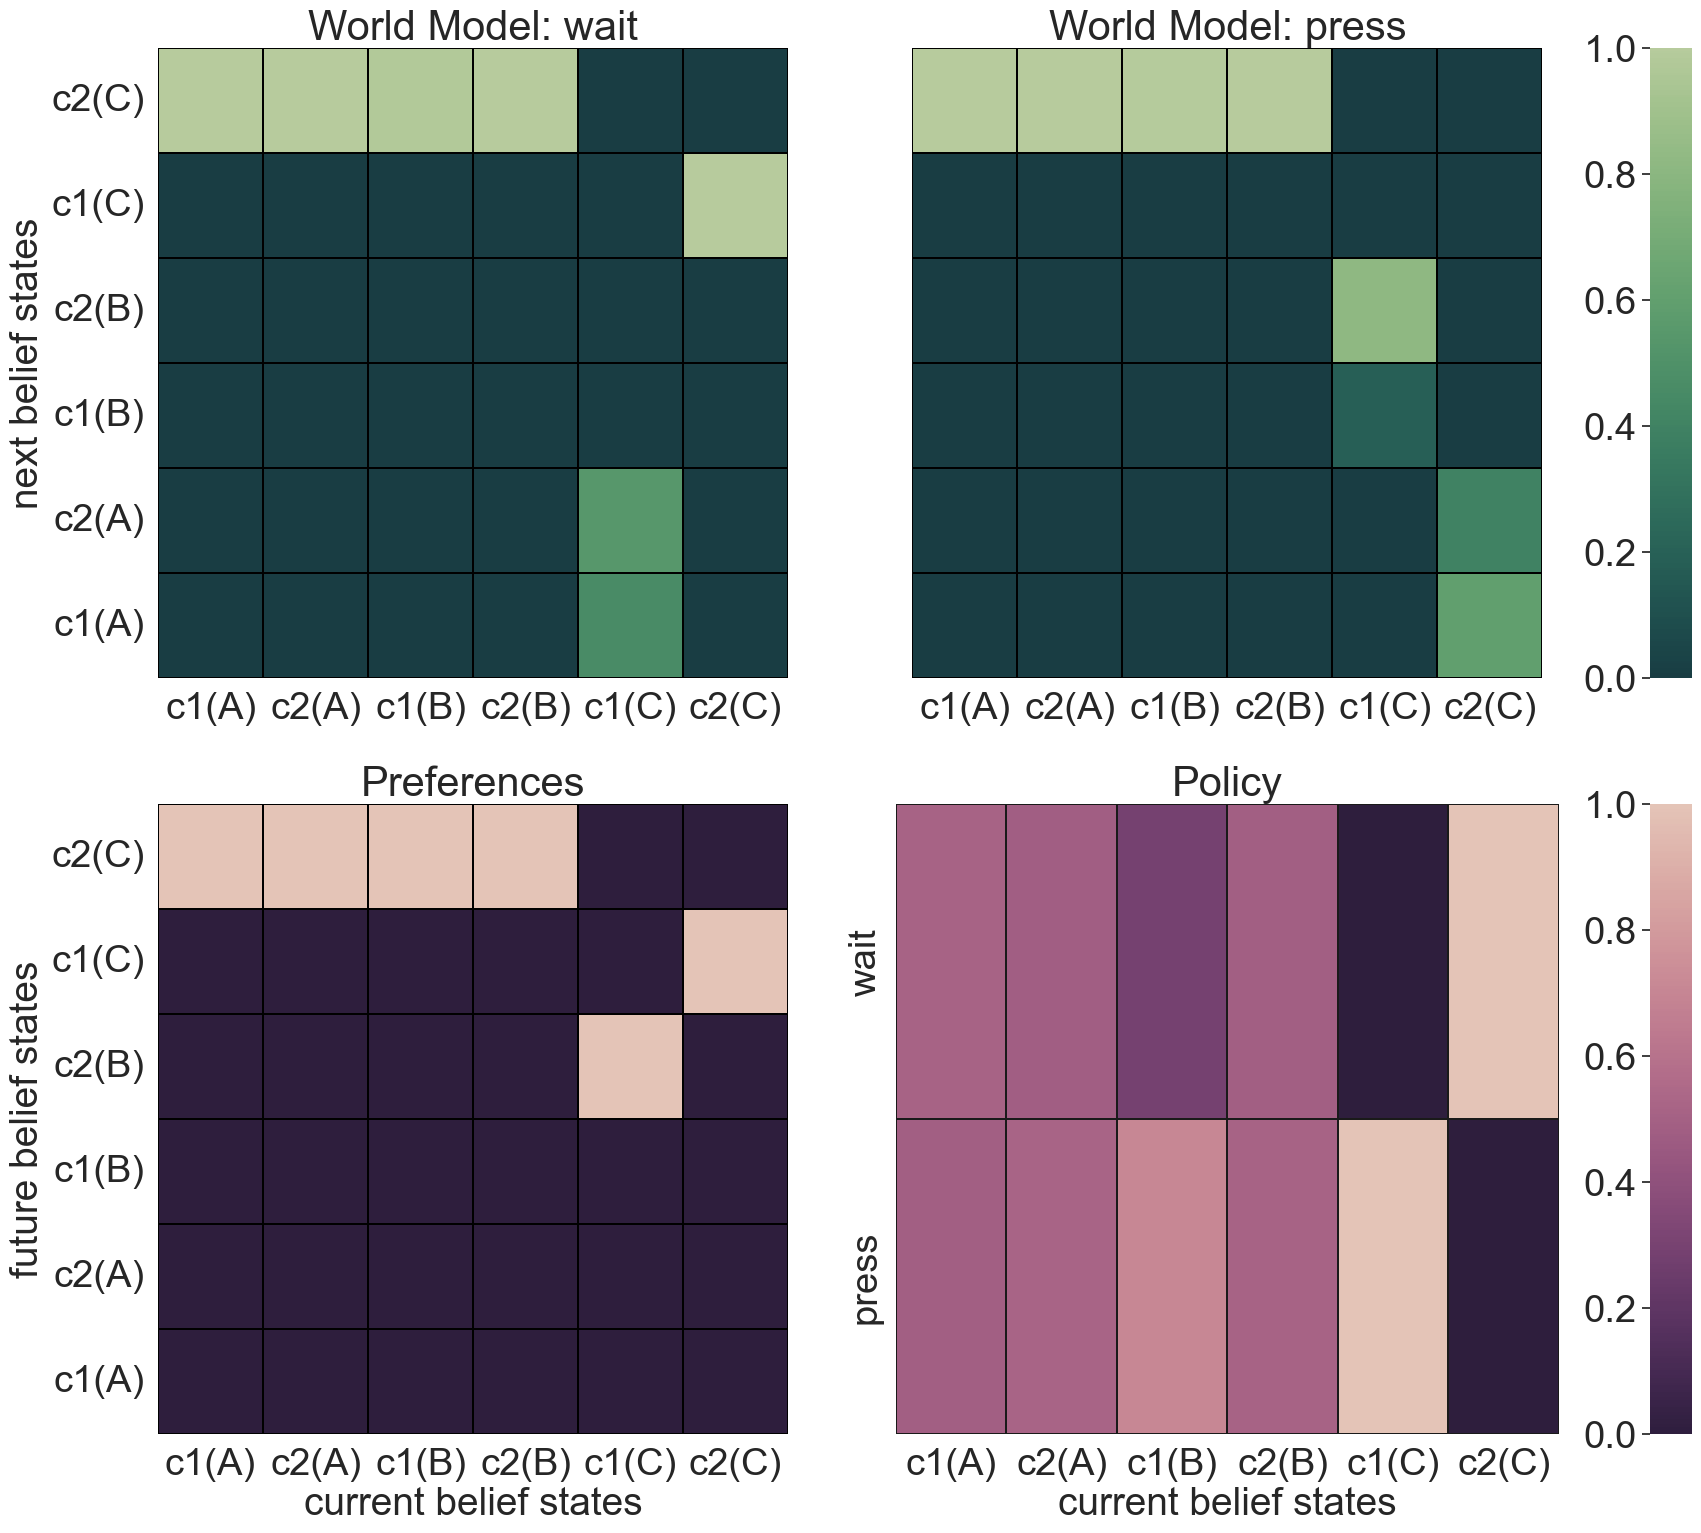 World Model: wait
World Model: press
c2(C)
c1(C)
c2(B)
c1(B)
c2(A)
c1(A)
next belief states
c1(A) c2(A) c1(B) c2(B) c1(C) c2(C)
c1(A) c2(A) c1(B) c2(B) c1(C) c2(C)
1.0
0.8
0.6
0.4
0.2
0.0
Preferences
Policy
c2(C)
c1(C)
c2(B)
c1(B)
c2(A)
c1(A)
future belief states
wait
press
c1(A) c2(A) c1(B) c2(B) c1(C) c2(C)
current belief states
c1(A) c2(A) c1(B) c2(B) c1(C) c2(C)
current belief states
1.0
0.8
0.6
0.4
0.2
0.0